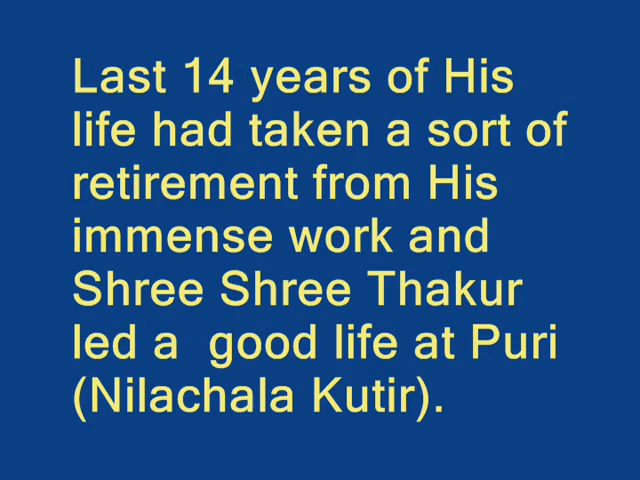 Last 14 years of His
life had taken a sort of
retirement from His
immense work and
Shree Shree Thakur
led a  good life at Puri
(Nilachala Kutir).